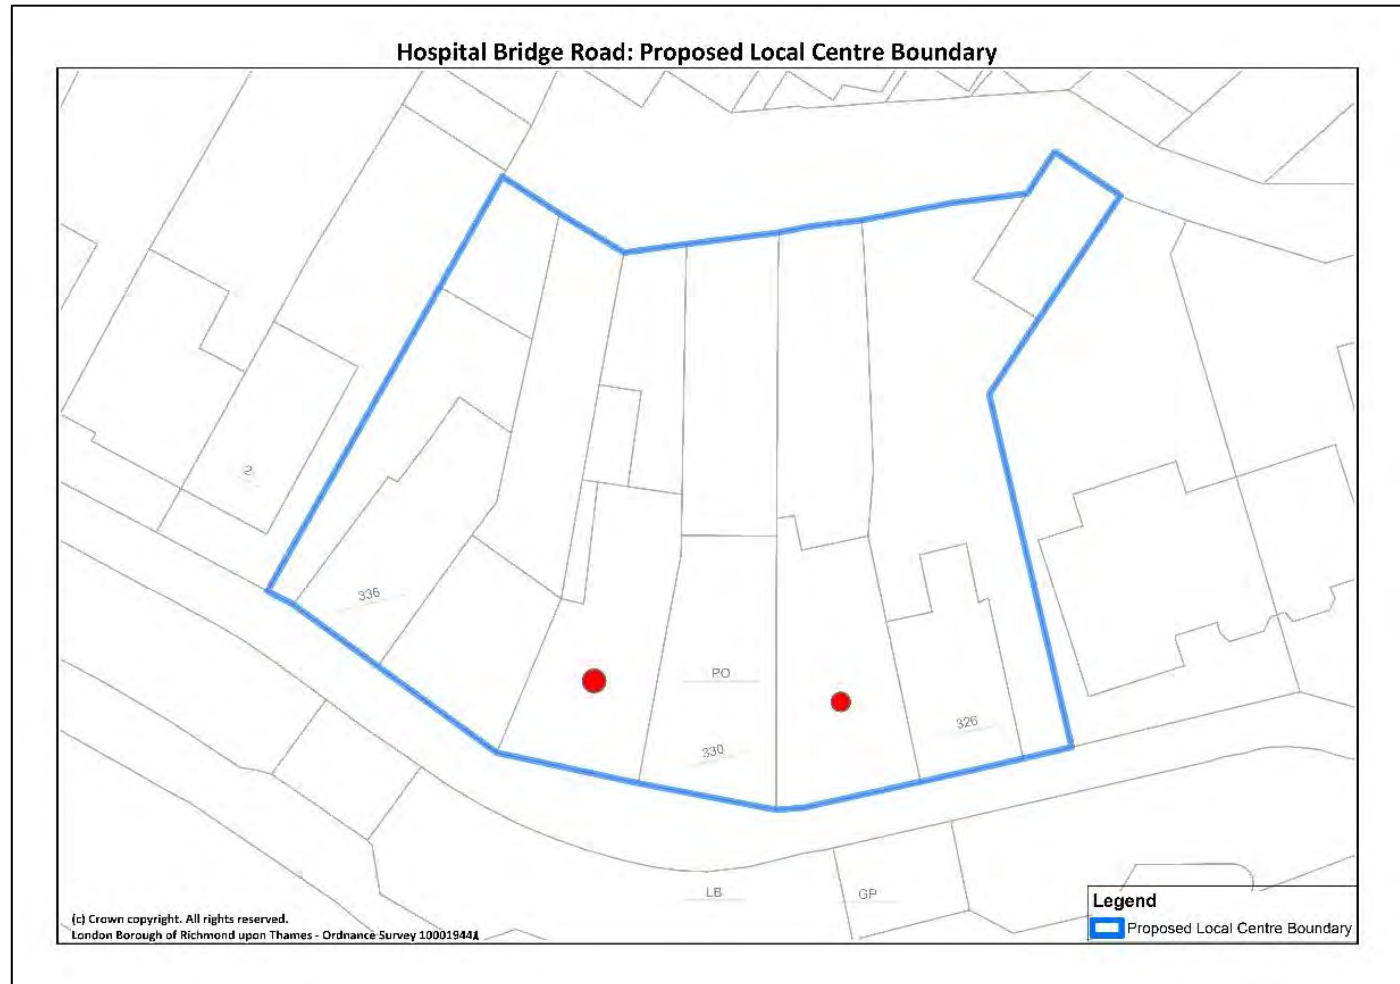 Hospital Bridge Road: Proposed Local Centre Boundary
2
336
PO
330
326
LB
GP
(c) Crown copyright. All rights reserved.
London Borough of Richmond upon Thames - Ordnance Survey 100019441
Legend
Proposed Local Centre Boundary